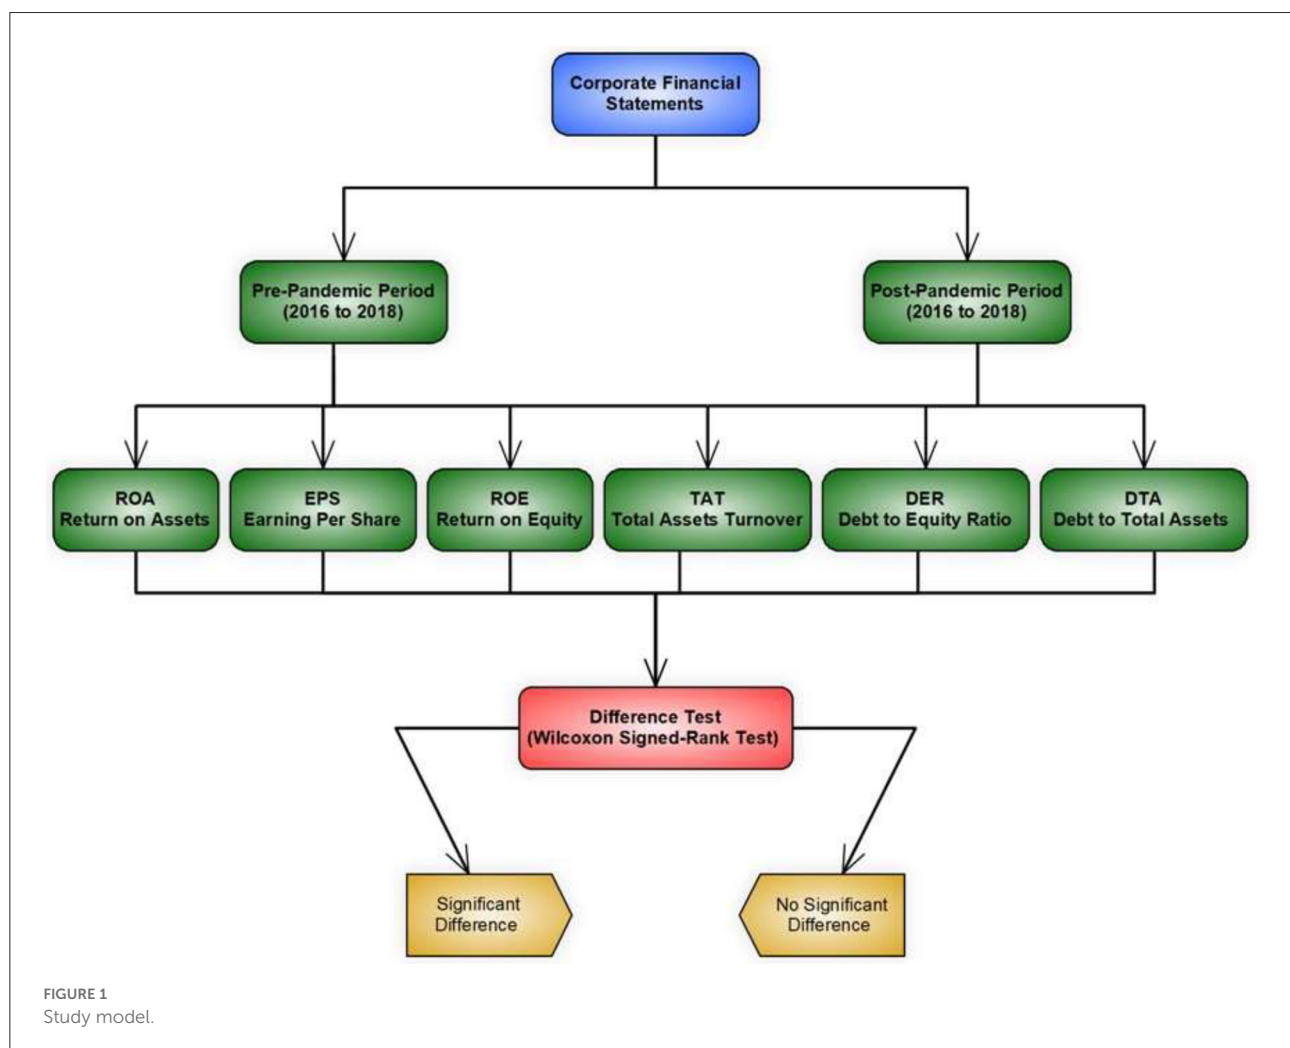 Corporate Financial
Statements
Pre-Pandemic Period
(2016 to 2018)
Post-Pandemic Period
(2016 to 2018)
ROA
Return on Assets
EPS
Earning Per Share
ROE
Return on Equity
TAT
Total Assets Turnover
DER
Debt to Equity Ratio
DTA
Debt to Total Assets
Difference Test
(Wilcoxon Signed-Rank Test)
Significant
Difference
No Significant
Difference
FIGURE 1
Study model.